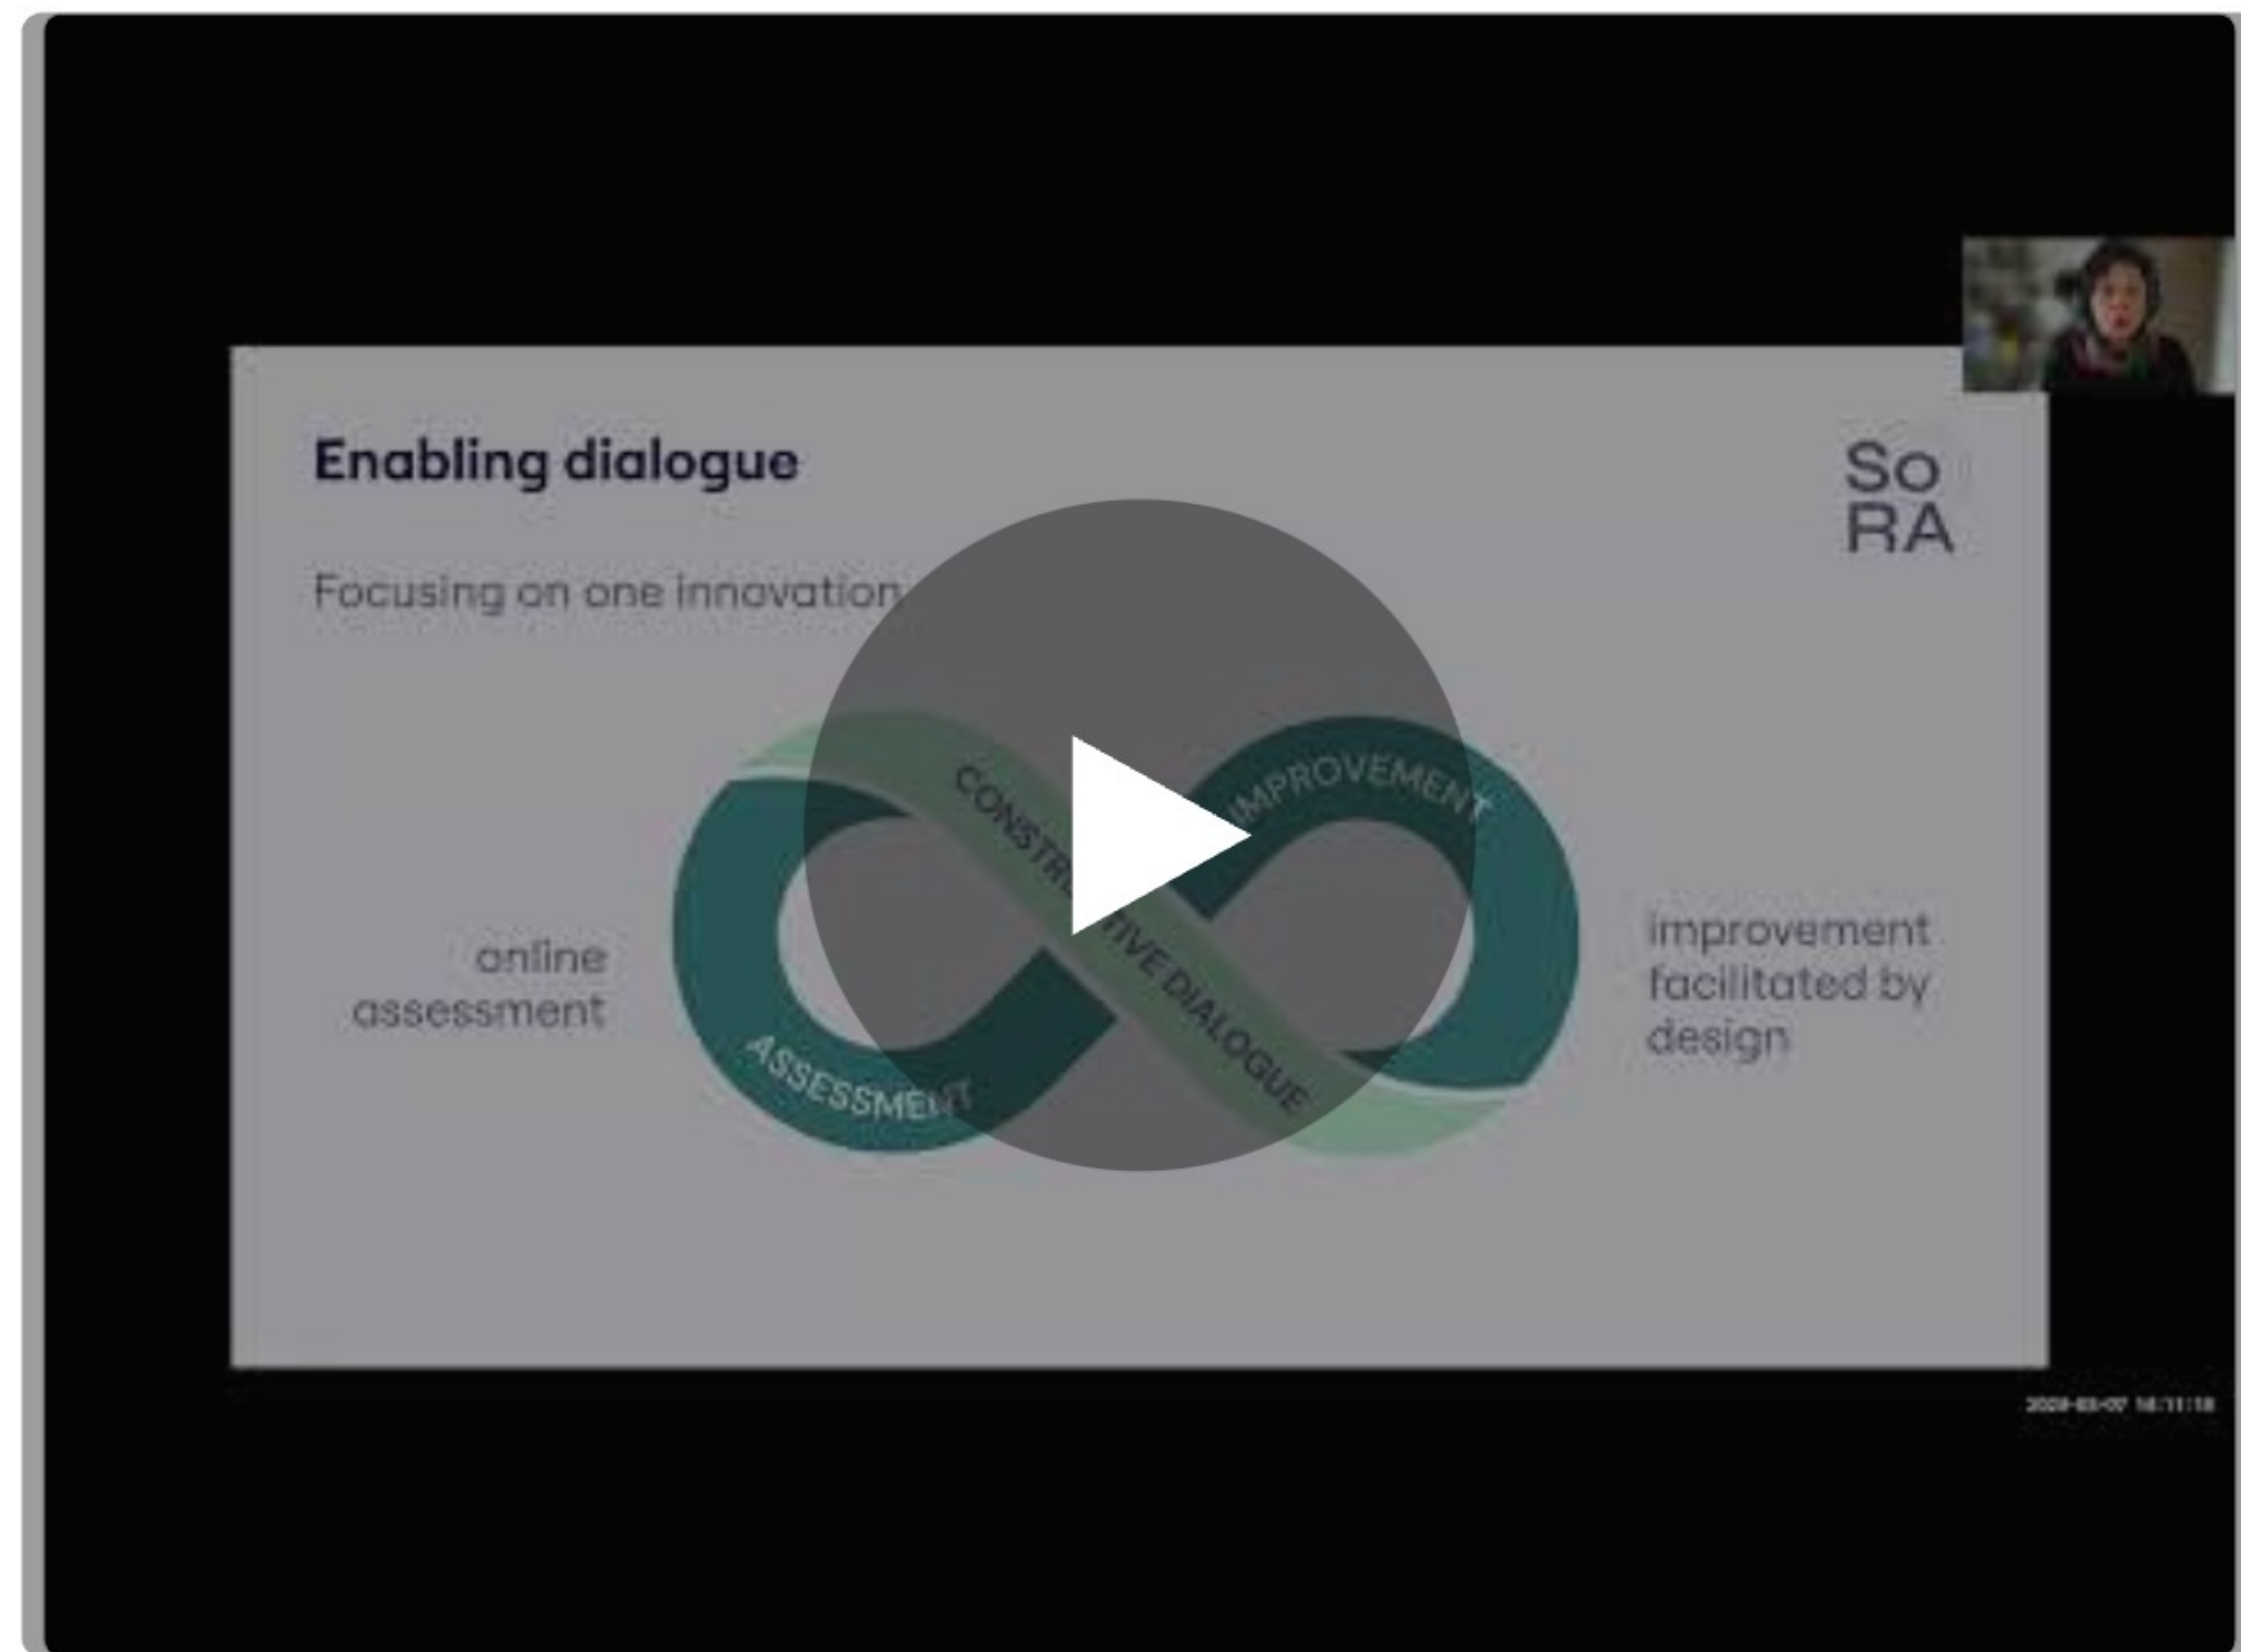 Enabling dialogue
So
RA
Focusing on one innovation
CONSTR TIVE DIALOGUE
IMPROVEMENT
online
assessment
ASSESSMENT
improvement
facilitated by
design